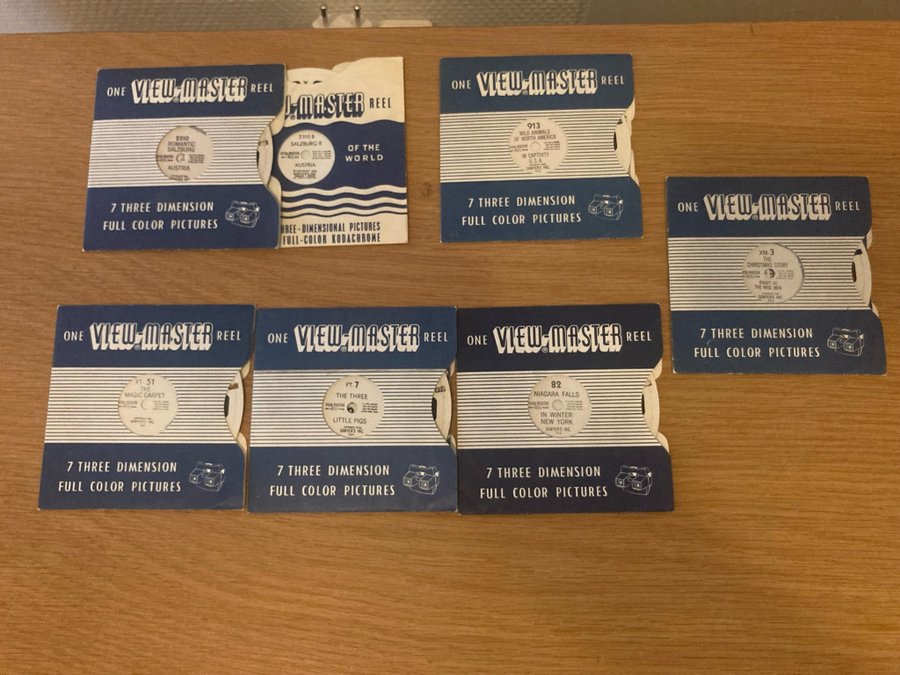 ONE VIEW-MASTER REEL
2310
ROMANTIC
SALZBURG
AUSTRIA
7 THREE DIMENSION
FULL COLOR PICTURES
W-MASTER REEL
2310 B
SALZBURG II
AUSTRIA
OF THE
WORLD
HREE-DIMENSIONAL PICTURES
FULL-COLOR KODACHROME
ONE VIEW-MASTER REEL
913
WILD ANIMALS
OF NORTH AMERICA
IN CAPTIVITY
U.S.A.
SAWYER'S INC.
7 THREE DIMENSION
FULL COLOR PICTURES
ONE VIEW-MASTER REEL
XM-3
THE
CHRISTMAS STORY
PART III
THE WISE MEN
SAWYER'S INC.
7 THREE DIMENSION
FULL COLOR PICTURES
ONE VIEW-MASTER REEL
FT 51
THE
MAGIC CARPET
SAWYER'S INC.
7 THREE DIMENSION
FULL COLOR PICTURES
ONE VIEW-MASTER REEL
FT 7
THE THREE
LITTLE PIGS
SAWYER'S INC.
7 THREE DIMENSION
FULL COLOR PICTURES
ONE VIEW-MASTER REEL
82
NIAGARA FALLS
IN WINTER
NEW YORK
SAWYER'S INC.
7 THREE DIMENSION
FULL COLOR PICTURES